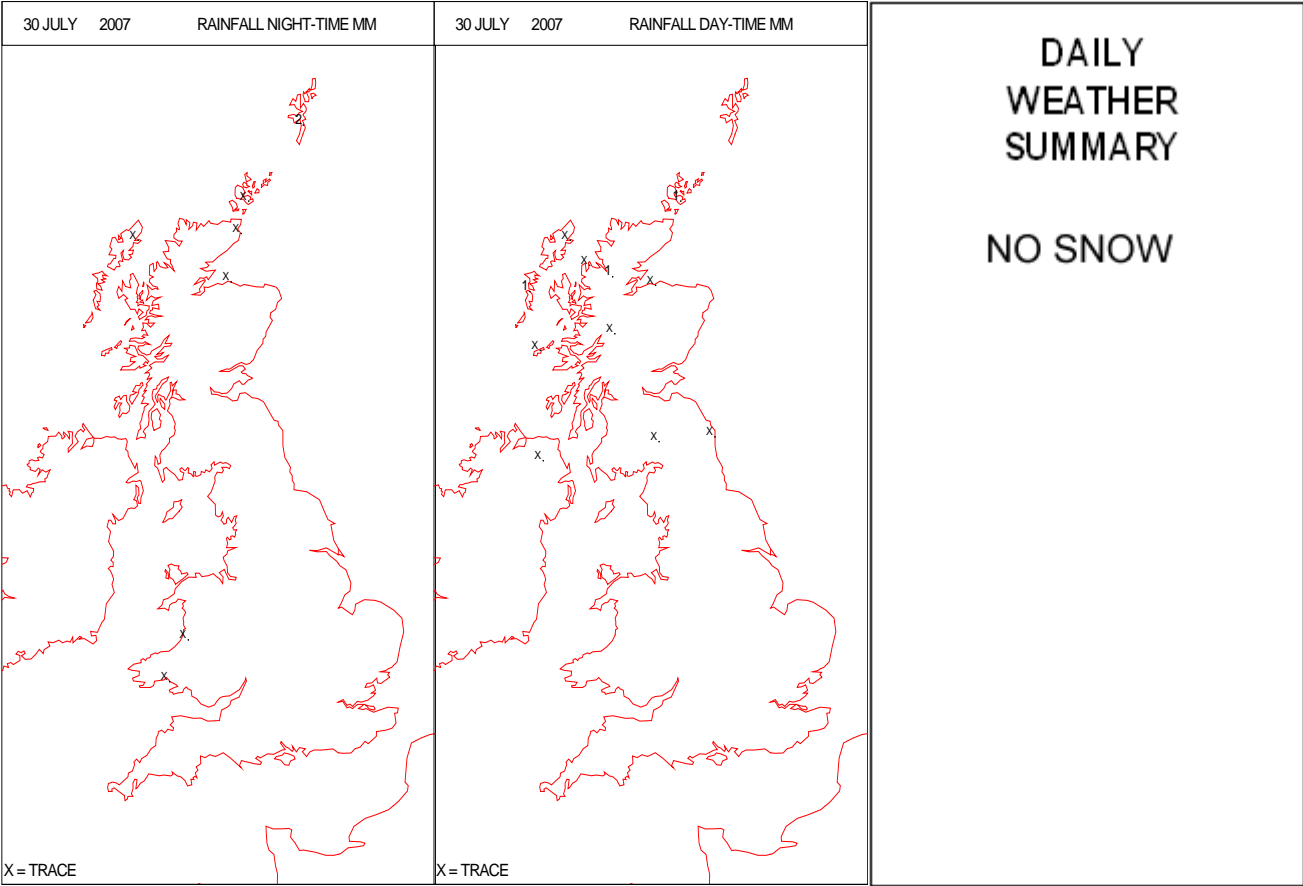 30 JULY 2007 RAINFALL NIGHT-TIME MM
2.
X.
X.
X.
X.
X.
X.
X = TRACE
30 JULY 2007 RAINFALL DAY-TIME MM
1.
X.
X.
1.
X.
1.
X.
X.
X.
X.
X.
X = TRACE
DAILY
WEATHER
SUMMARY
NO SNOW